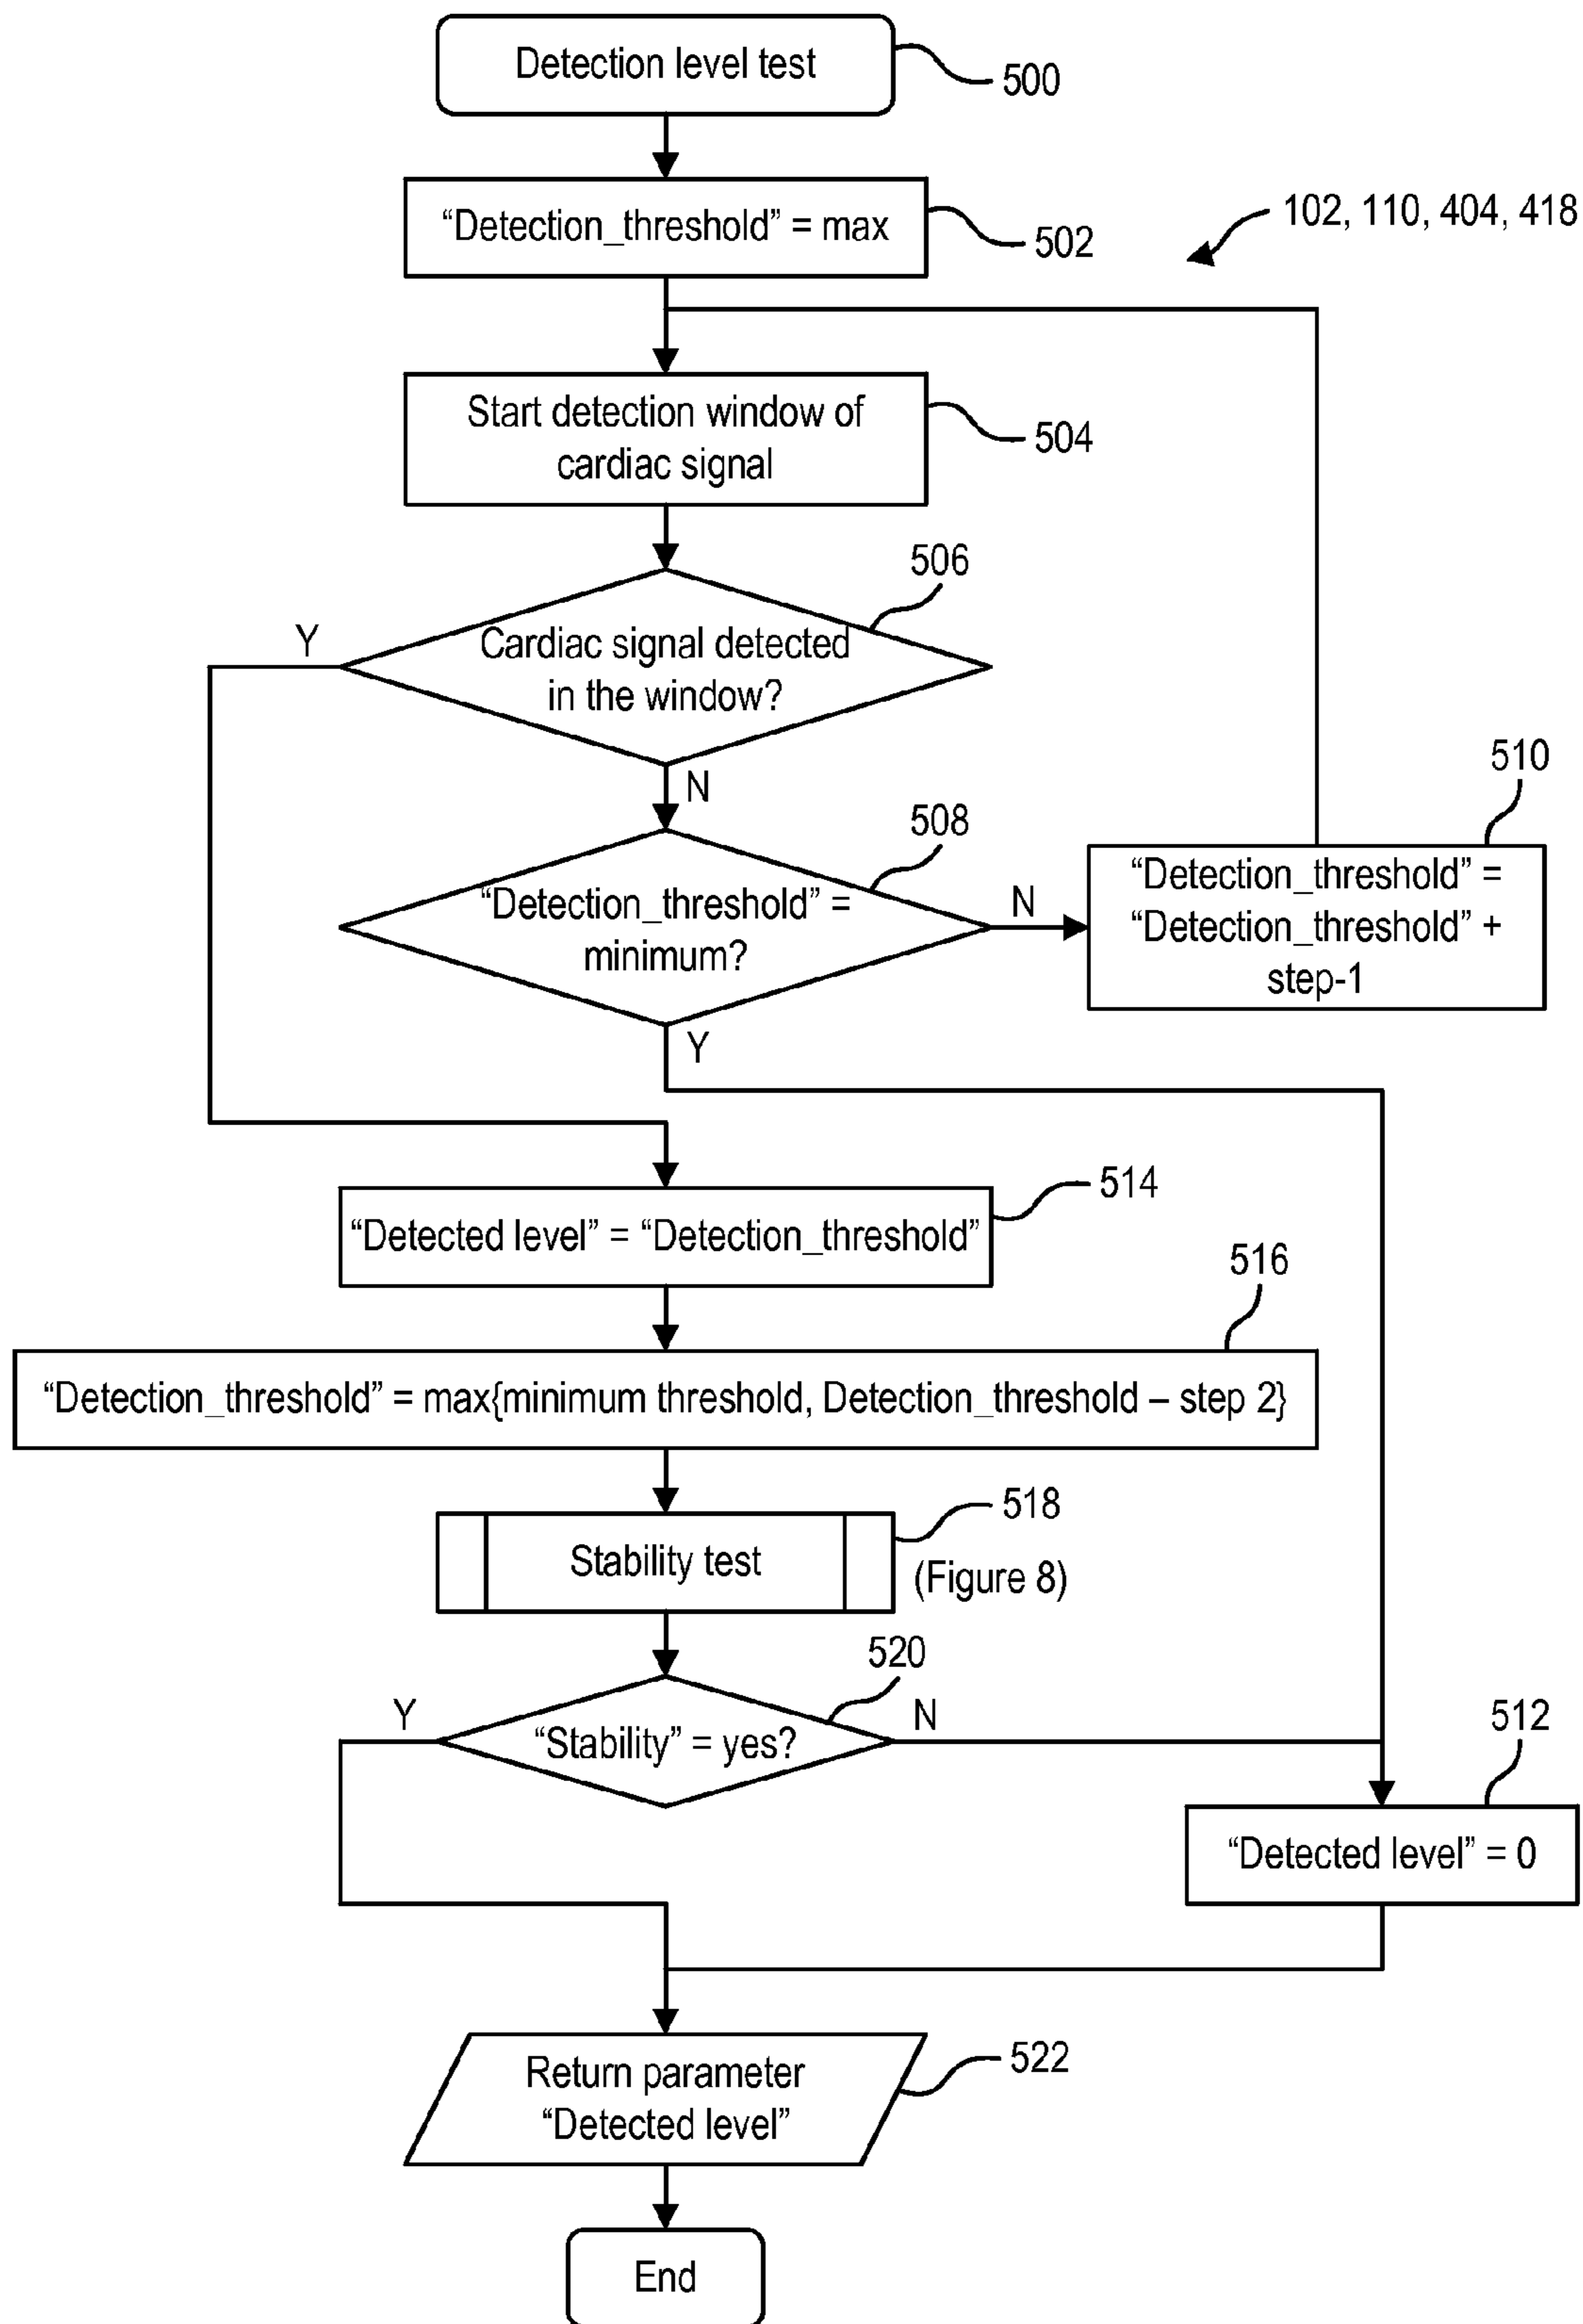 Detection level test
500
“Detection_threshold” = max
502
102, 110, 404, 418
Start detection window of
cardiac signal
504
506
Y
Cardiac signal detected
in the window?
N
508
“Detection_threshold” =
minimum?
N
Y
510
“Detection_threshold” =
“Detection_threshold” +
step-1
514
“Detected level” = “Detection_threshold”
516
“Detection_threshold” = max{minimum threshold, Detection_threshold – step 2}
518
Stability test
(Figure 8)
520
Y
“Stability” = yes?
N
512
“Detected level” = 0
Return parameter
“Detected level”
522
End